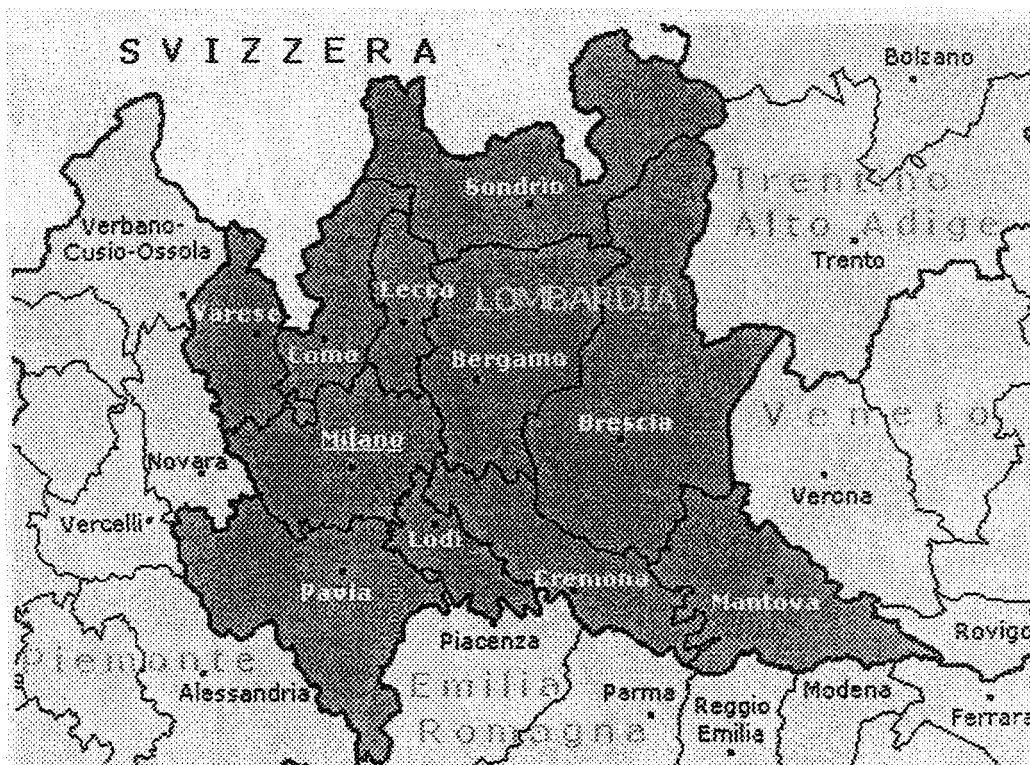 SVIZZERA
Bolzano
Sondrio
Trentino
Alto Adige
Verbano-
Cusio-Ossola
Trento
Varese
Lecco
LOMBARDIA
Como
Bergamo
Veneto
Milano
Brescia
Novara
Verona
Vercelli
Lodi
Cremona
Pavia
Mantova
Piacenza
Rovigo
Piemonte
Alessandria
Emilia
Romagna
Parma
Reggio
Emilia
Modena
Ferrara